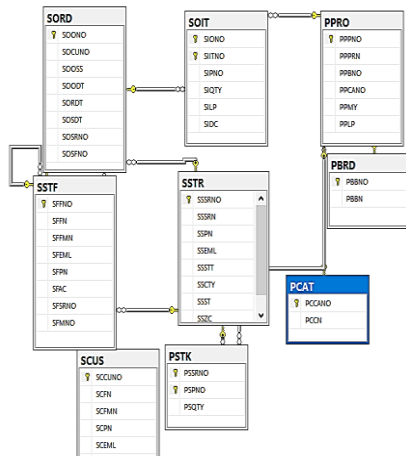 SORD
SOONO
SOCUNO
SOOSS
SOODT
SORDT
SOSDT
SOSRNO
SOSFNO
SOIT
SIONO
SIITNO
SIPNO
SIQTY
SILP
SIDC
PPRO
PPPNO
PPPRN
PPBNO
PPCANO
PPMY
PPLP
PBRD
PBBNO
PBBN
SSTF
SFFNO
SFFN
SFFMN
SFEML
SFPN
SFAC
SFSRNO
SFMNO
SSTR
SSSRNO
SSSRN
SSPN
SSEML
SSSTT
SSCTY
SSST
SSZC
PCAT
PCCANO
PCCN
SCUS
SCCUNO
SCFN
SCFMN
SCPN
SCEML
PSTK
PSSRNO
PSPNO
PSQTY